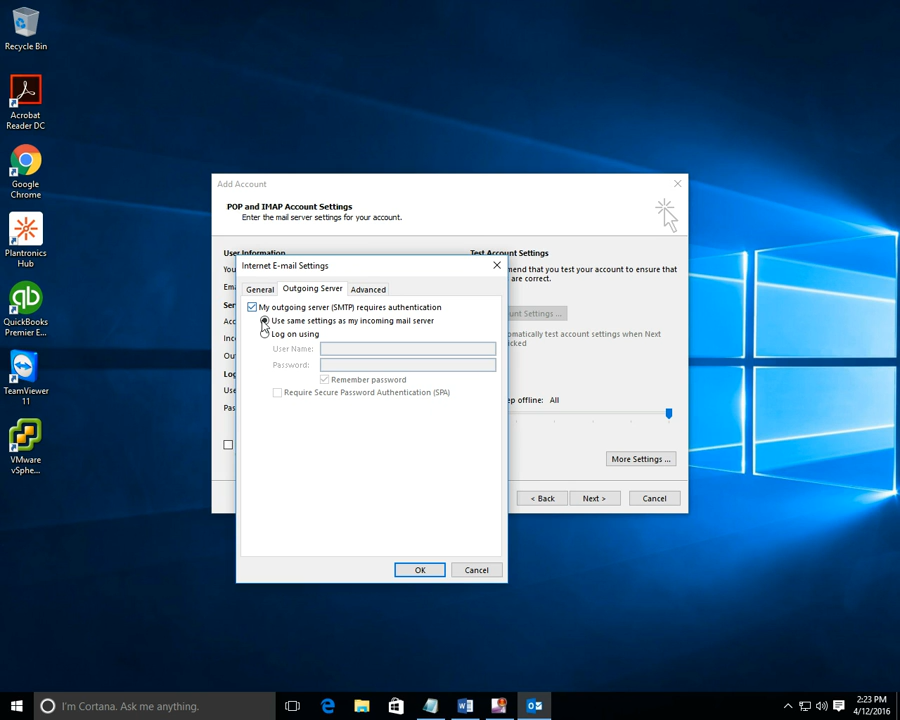 Recycle Bin
Acrobat
Reader DC
Google
Chrome
Plantronics
Hub
QuickBooks
Premier E...
TeamViewer
11
VMware
vSphe...
Add Account
POP and IMAP Account Settings
Enter the mail server settings for your account.
User Information
Test Account Settings
mend that you test your account to ensure that
are correct.
unt Settings ...
omatically test account settings when Next
icked
ep offline: All
More Settings ...
< Back
Next >
Cancel
Internet E-mail Settings
General
Outgoing Server
Advanced
My outgoing server (SMTP) requires authentication
Use same settings as my incoming mail server
Log on using
User Name:
Password:
Remember password
Require Secure Password Authentication (SPA)
OK
Cancel
I'm Cortana. Ask me anything.
2:23 PM
4/12/2016